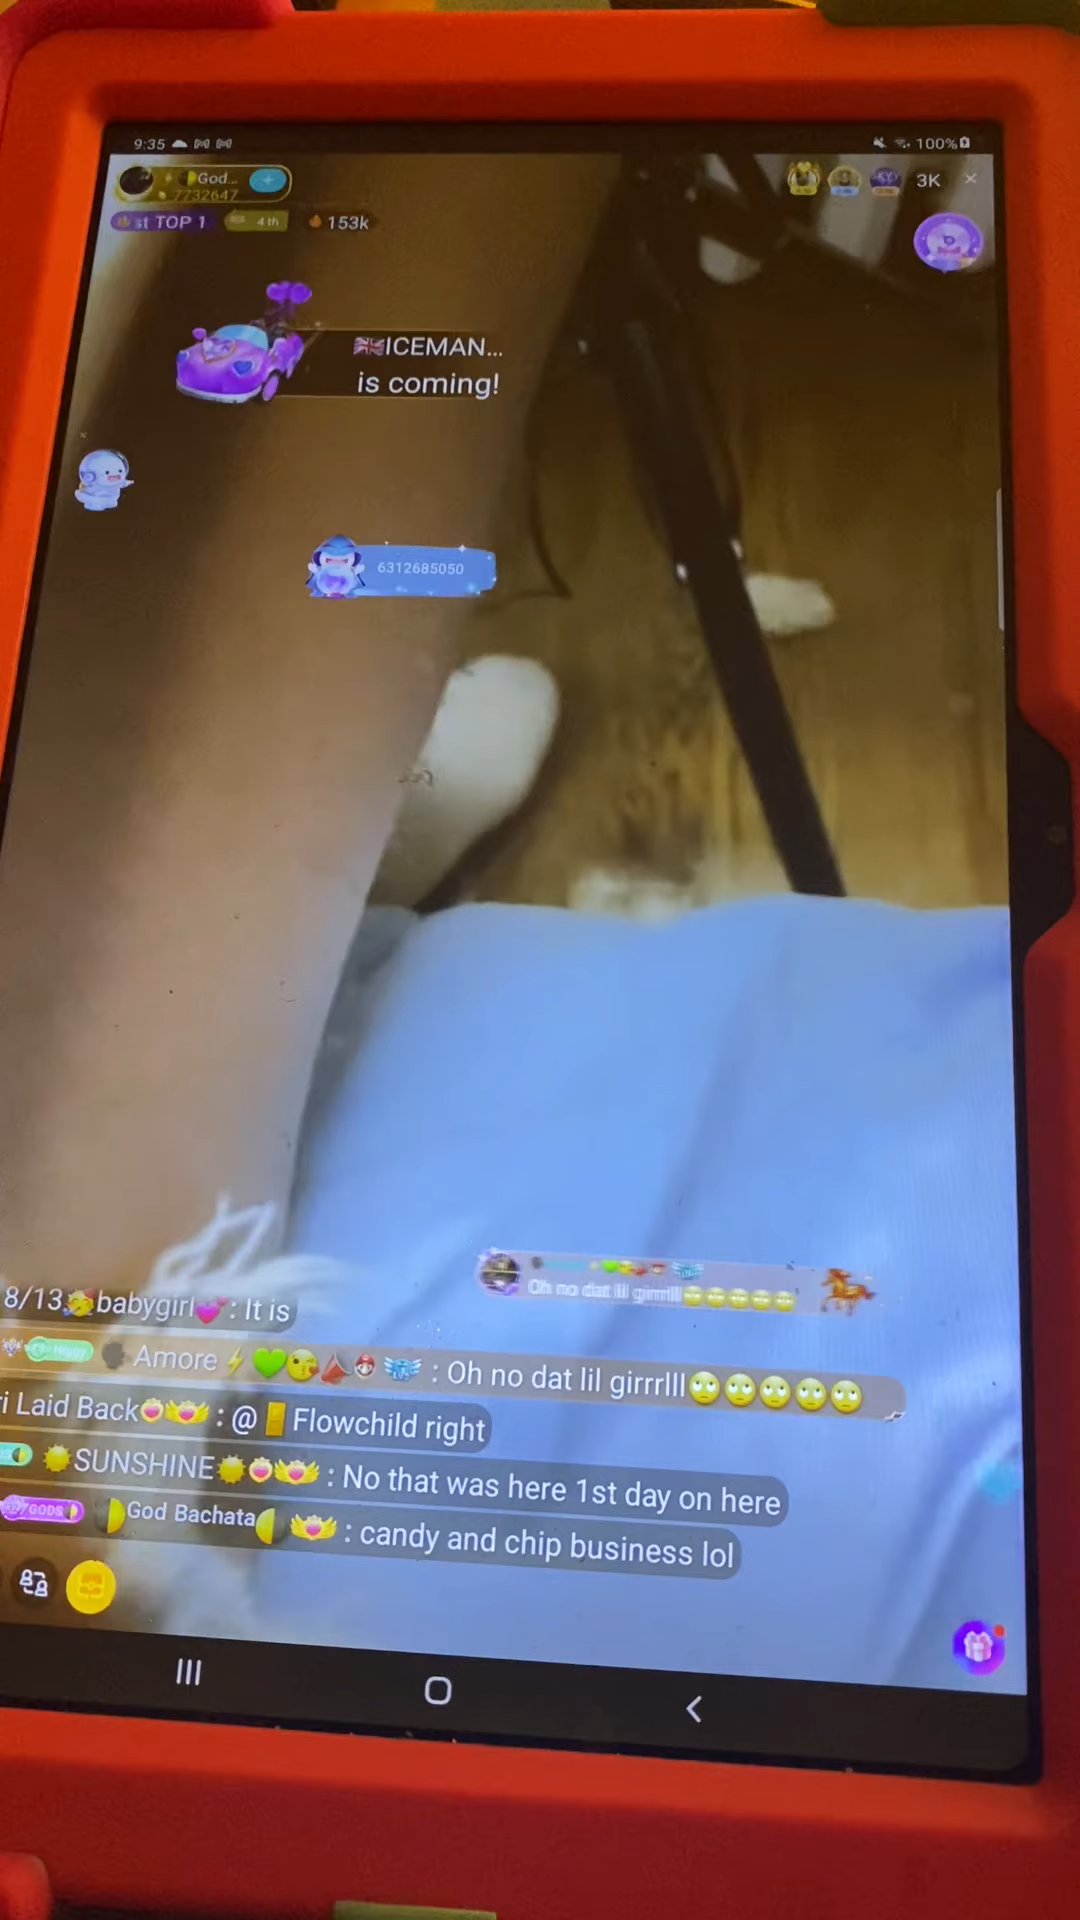 9:35
100%
God...
7732647
3K
st TOP 1
4 th
153k
ICEMAN...
is coming!
6312685050
Oh no dat lil girrrlll🙄🙄🙄🙄🙄
8/13🥳babygirl💕: It is
Amore⚡💚😘: Oh no dat lil girrrlll🙄🙄🙄🙄🙄
i Laid Back: @ Flowchild right
☀️SUNSHINE☀️: No that was here 1st day on here
GODS God Bachata: candy and chip business lol